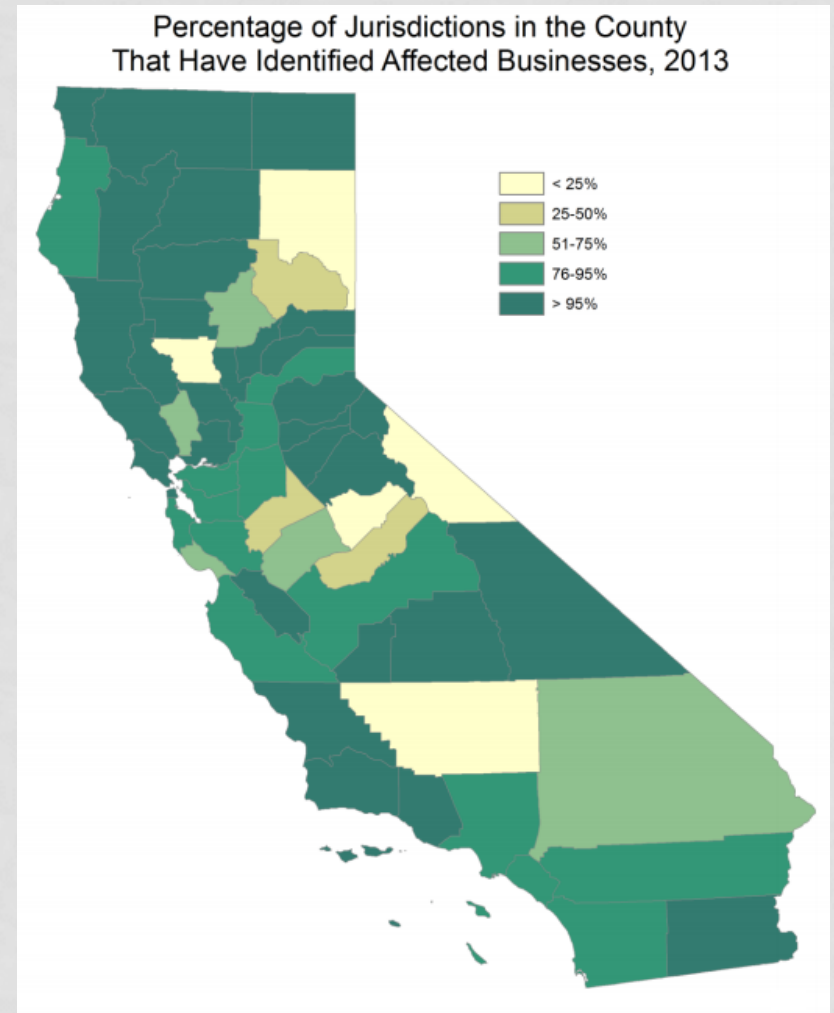 Percentage of Jurisdictions in the County
That Have Identified Affected Businesses, 2013
< 25%
25-50%
51-75%
76-95%
> 95%